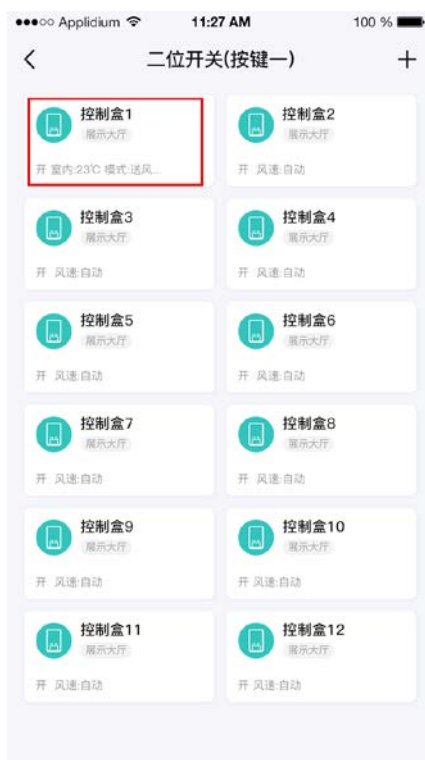 ●●●○○ Applidium 11:27 AM 100 %
二位开关(按键一)
控制盒1 控制盒2
展示大厅 展示大厅
开 室内:23℃ 模式:送风... 开 风速:自动
控制盒3 控制盒4
展示大厅 展示大厅
开 风速:自动 开 风速:自动
控制盒5 控制盒6
展示大厅 展示大厅
开 风速:自动 开 风速:自动
控制盒7 控制盒8
展示大厅 展示大厅
开 风速:自动 开 风速:自动
控制盒9 控制盒10
展示大厅 展示大厅
开 风速:自动 开 风速:自动
控制盒11 控制盒12
展示大厅 展示大厅
开 风速:自动 开 风速:自动